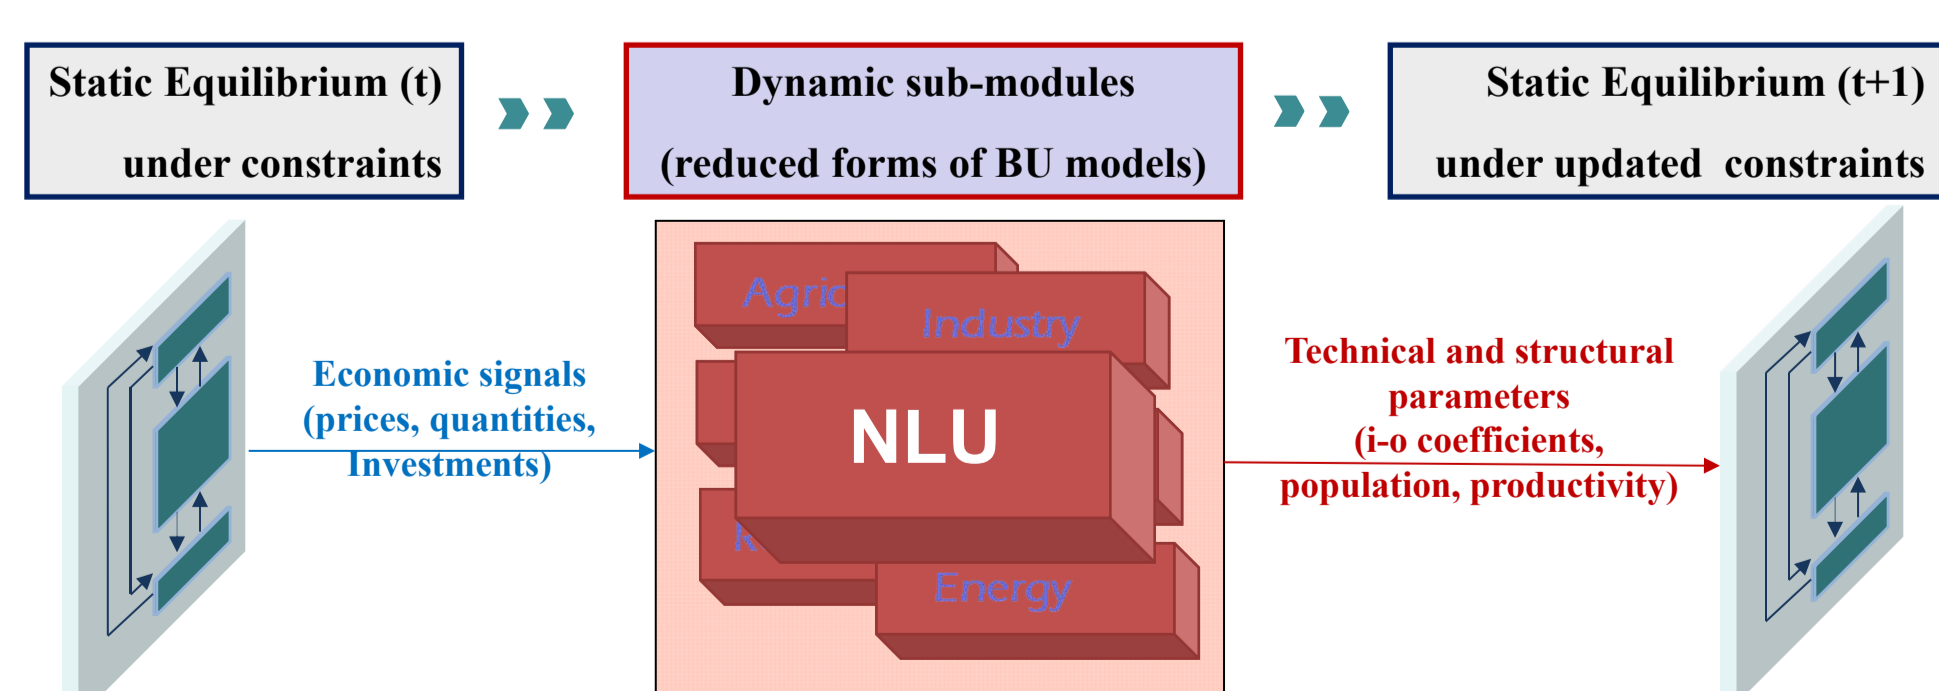 Static Equilibrium (t)
under constraints
Dynamic sub-modules
(reduced forms of BU models)
Static Equilibrium (t+1)
under updated constraints
Economic signals
(prices, quantities,
Investments)
Industry
NLU
Energy
Technical and structural
parameters
(i-o coefficients,
population, productivity)